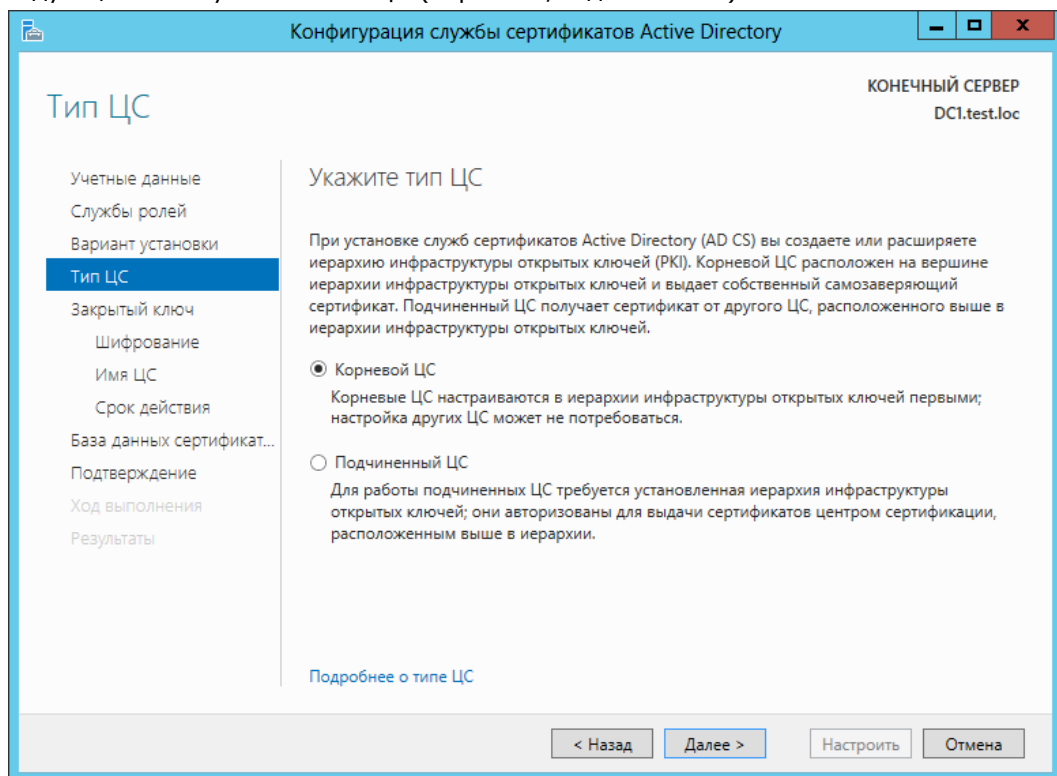 Конфигурация службы сертификатов Active Directory
Тип ЦС
КОНЕЧНЫЙ СЕРВЕР
DC1.test.loc
Учетные данные
Службы ролей
Вариант установки
Тип ЦС
Закрытый ключ
Шифрование
Имя ЦС
Срок действия
База данных сертификат...
Подтверждение
Ход выполнения
Результаты
Укажите тип ЦС
При установке служб сертификатов Active Directory (AD CS) вы создаете или расширяете
иерархию инфраструктуры открытых ключей (PKI). Корневой ЦС расположен на вершине
иерархии инфраструктуры открытых ключей и выдает собственный самозаверяющий
сертификат. Подчиненный ЦС получает сертификат от другого ЦС, расположенного выше в
иерархии инфраструктуры открытых ключей.
Корневой ЦС
Корневые ЦС настраиваются в иерархии инфраструктуры открытых ключей первыми;
настройка других ЦС может не потребоваться.
Подчиненный ЦС
Для работы подчиненных ЦС требуется установленная иерархия инфраструктуры
открытых ключей; они авторизованы для выдачи сертификатов центром сертификации,
расположенным выше в иерархии.
Подробнее о типе ЦС
< Назад
Далее >
Настроить
Отмена